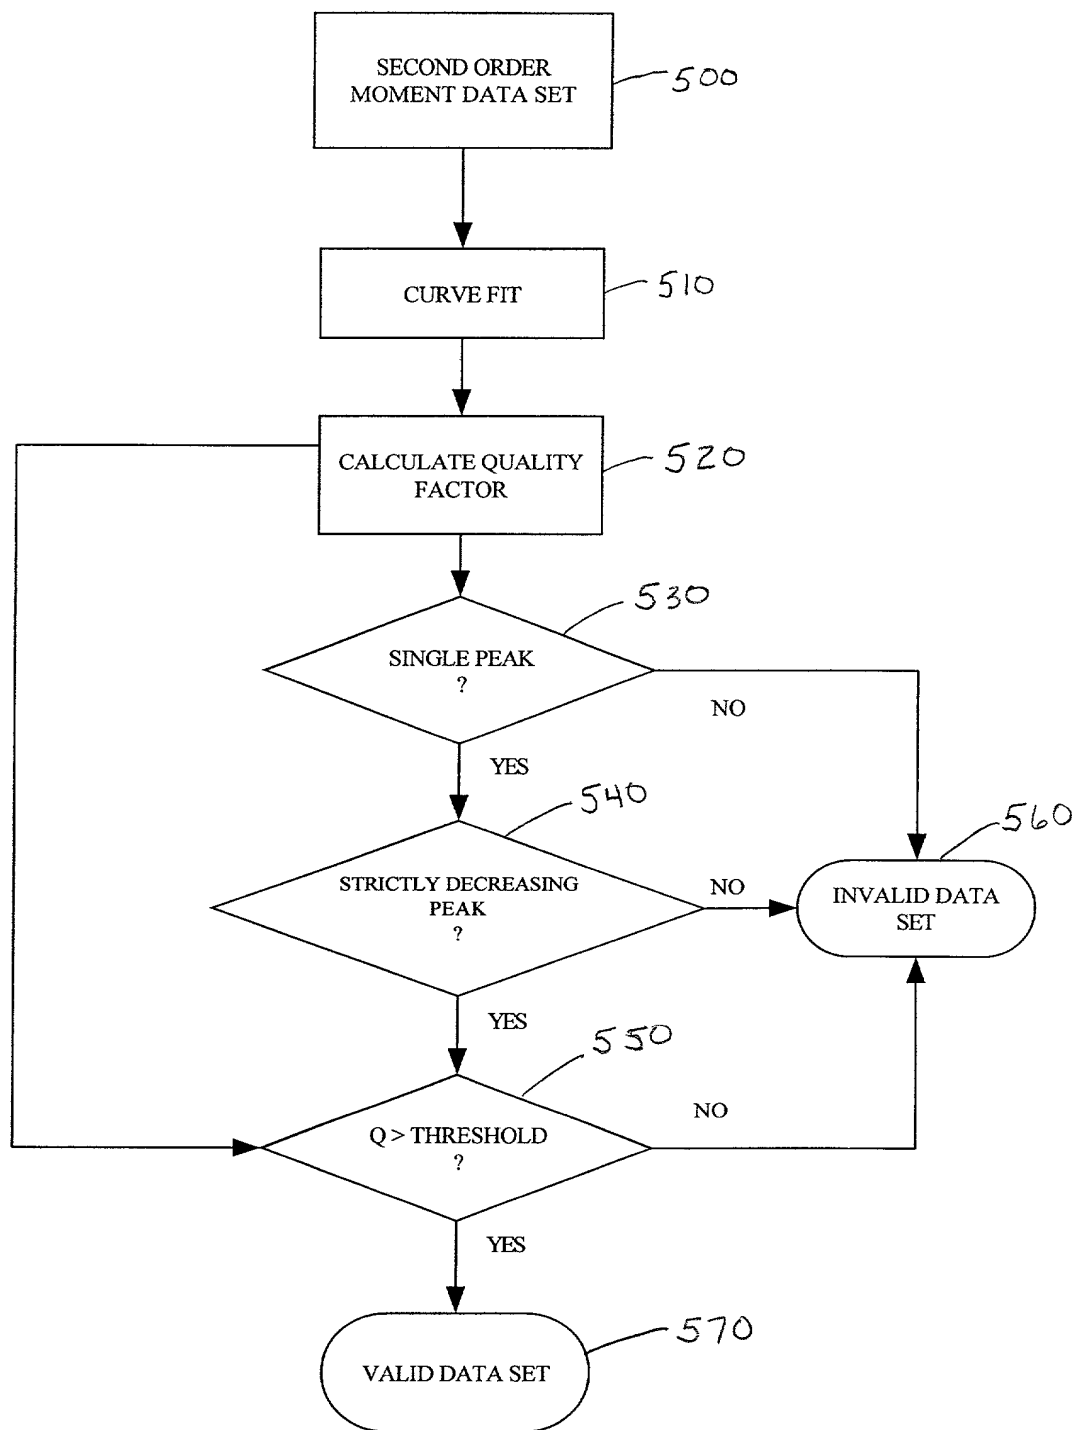 SECOND ORDER
MOMENT DATA SET
500
CURVE FIT
510
CALCULATE QUALITY
FACTOR
520
530
SINGLE PEAK
?
NO
YES
540
STRICTLY DECREASING
PEAK
?
NO
560
INVALID DATA
SET
YES
550
Q > THRESHOLD
?
NO
YES
570
VALID DATA SET